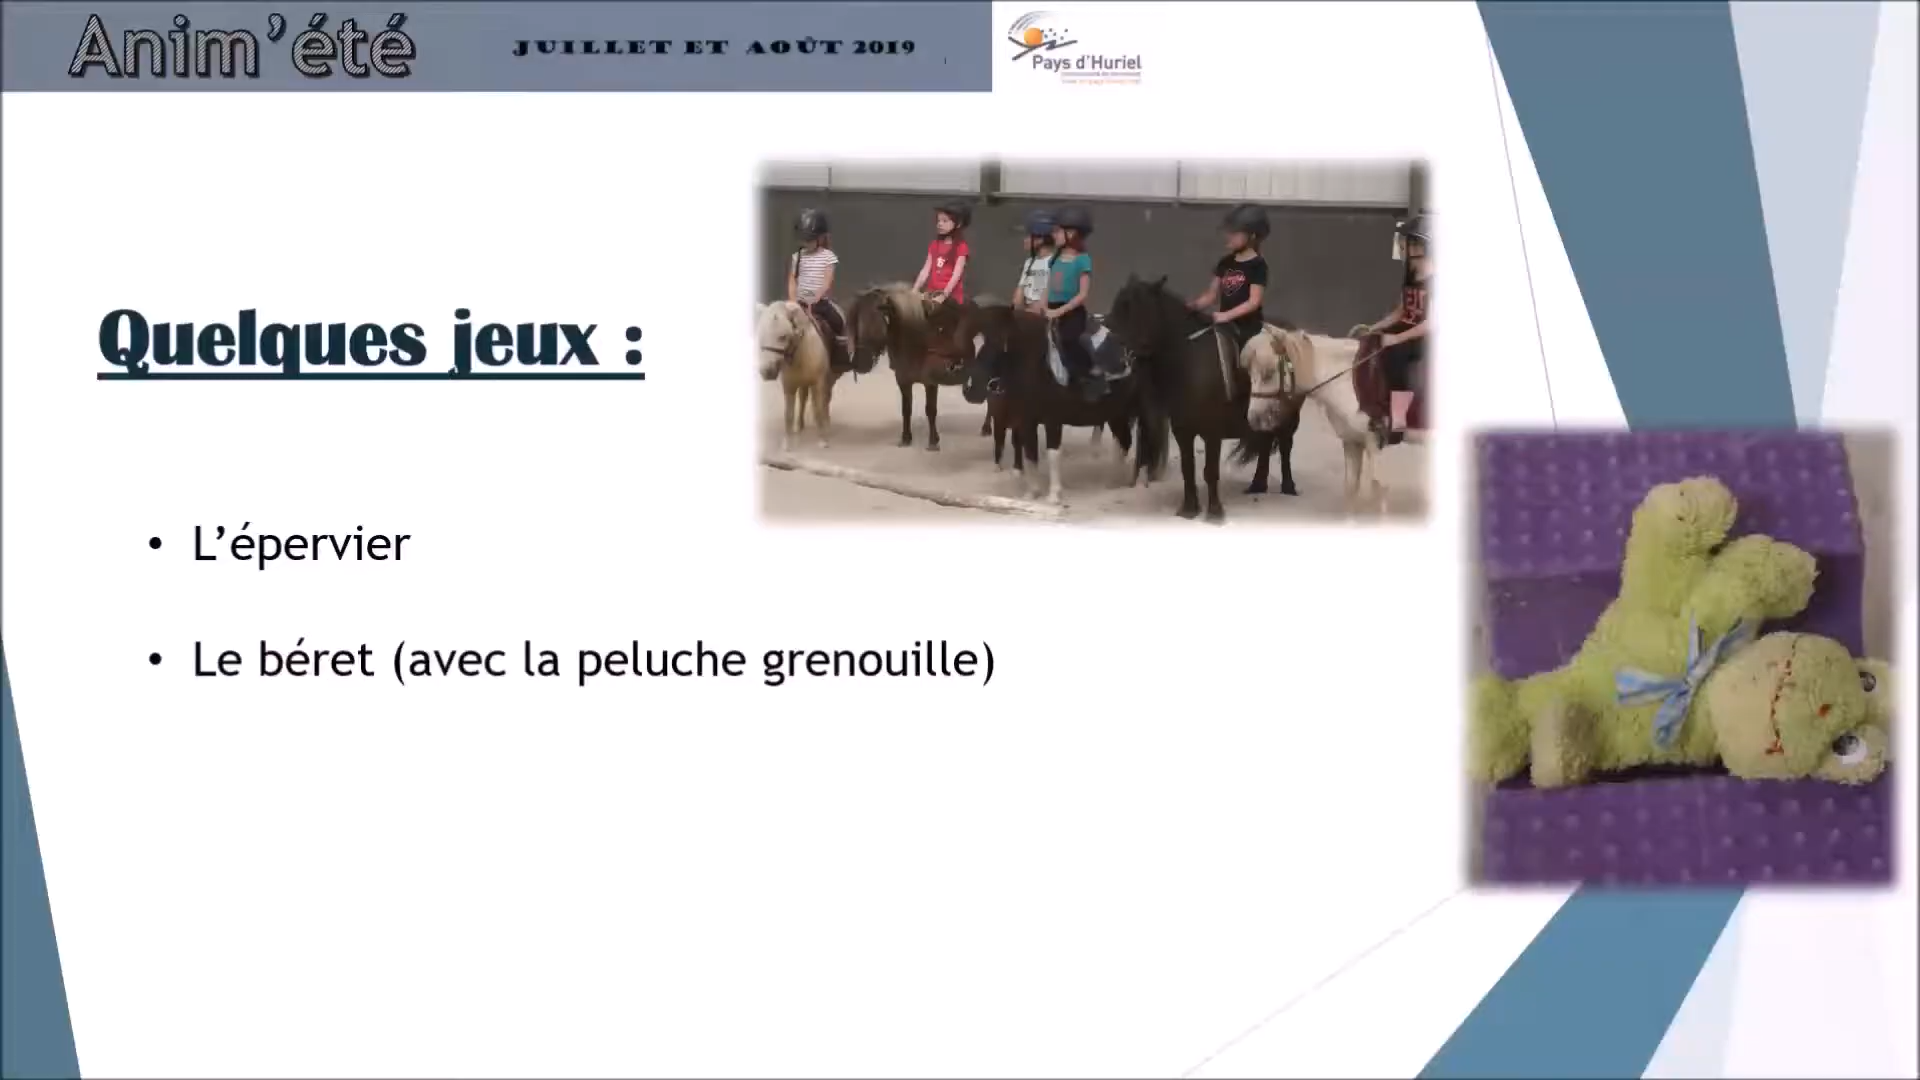 Anim’été
JUILLET ET AOÛT 2019
Pays d’Huriel
Quelques jeux :
• L’épervier
• Le béret (avec la peluche grenouille)